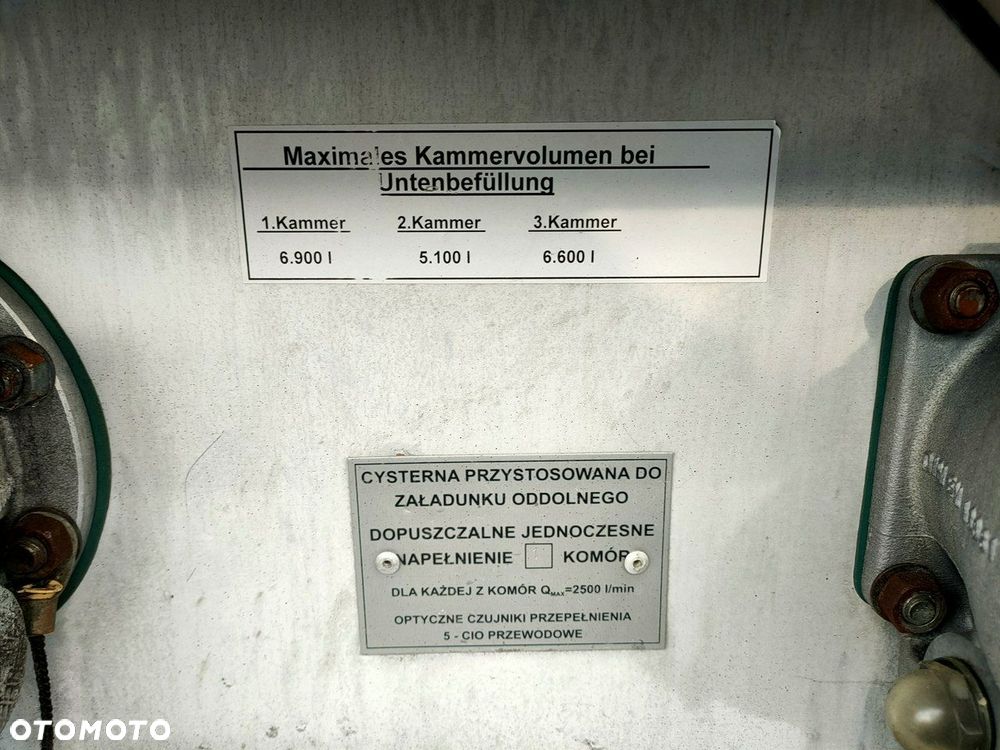 Maximales Kammervolumen bei
Untenbefüllung
1.Kammer 2.Kammer 3.Kammer
6.900 l 5.100 l 6.600 l
CYSTERNA PRZYSTOSOWANA DO
ZAŁADUNKU ODDOLNEGO
DOPUSZCZALNE JEDNOCZESNE
NAPEŁNIENIE KOMÓR
DLA KAŻDEJ Z KOMÓR QMAX=2500 l/min
OPTYCZNE CZUJNIKI PRZEPEŁNIENIA
5 - CIO PRZEWODOWE
OTOMOTO